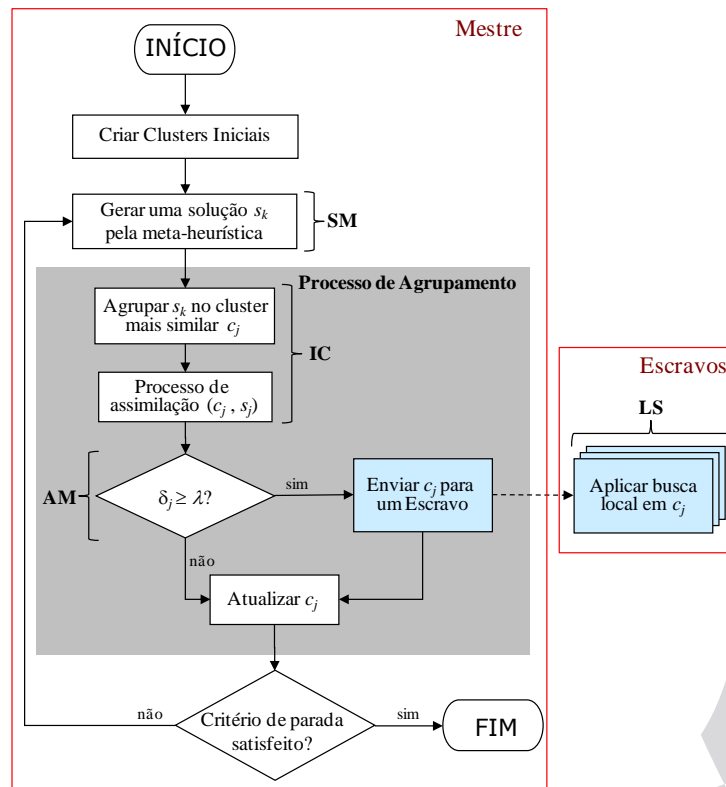 Mestre
INÍCIO
Criar Clusters Iniciais
Gerar uma solução sk
pela meta-heurística
SM
Processo de Agrupamento
Agrupar sk no cluster
mais similar cj
IC
Processo de
assimilação (cj , sj)
AM
δj ≥ λ?
sim
não
Enviar cj para
um Escravo
Atualizar cj
Critério de parada
satisfeito?
não
sim
FIM
Escravos
LS
Aplicar busca
local em cj